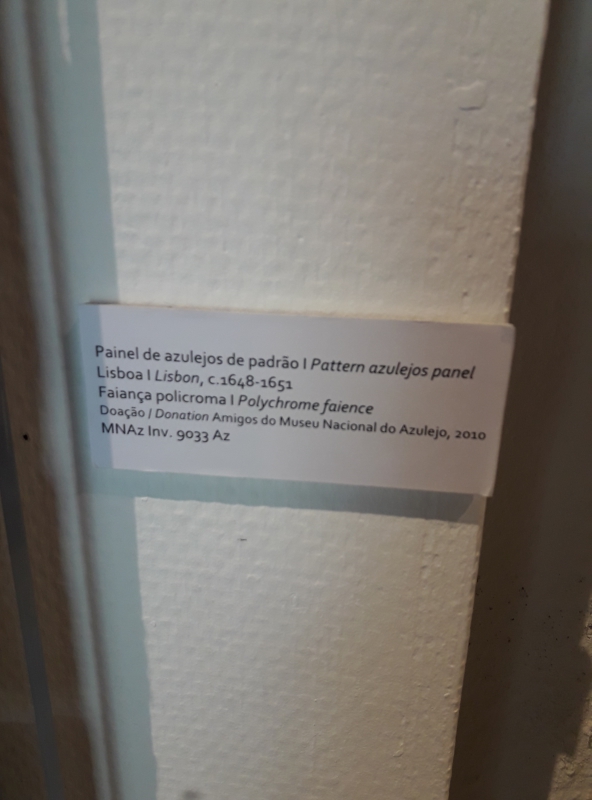 Painel de azulejos de padrão | Pattern azulejos panel
Lisboa | Lisbon, c.1648-1651
Faiança policroma | Polychrome faience
Doação / Donation Amigos do Museu Nacional do Azulejo, 2010
MNAz Inv. 9033 Az